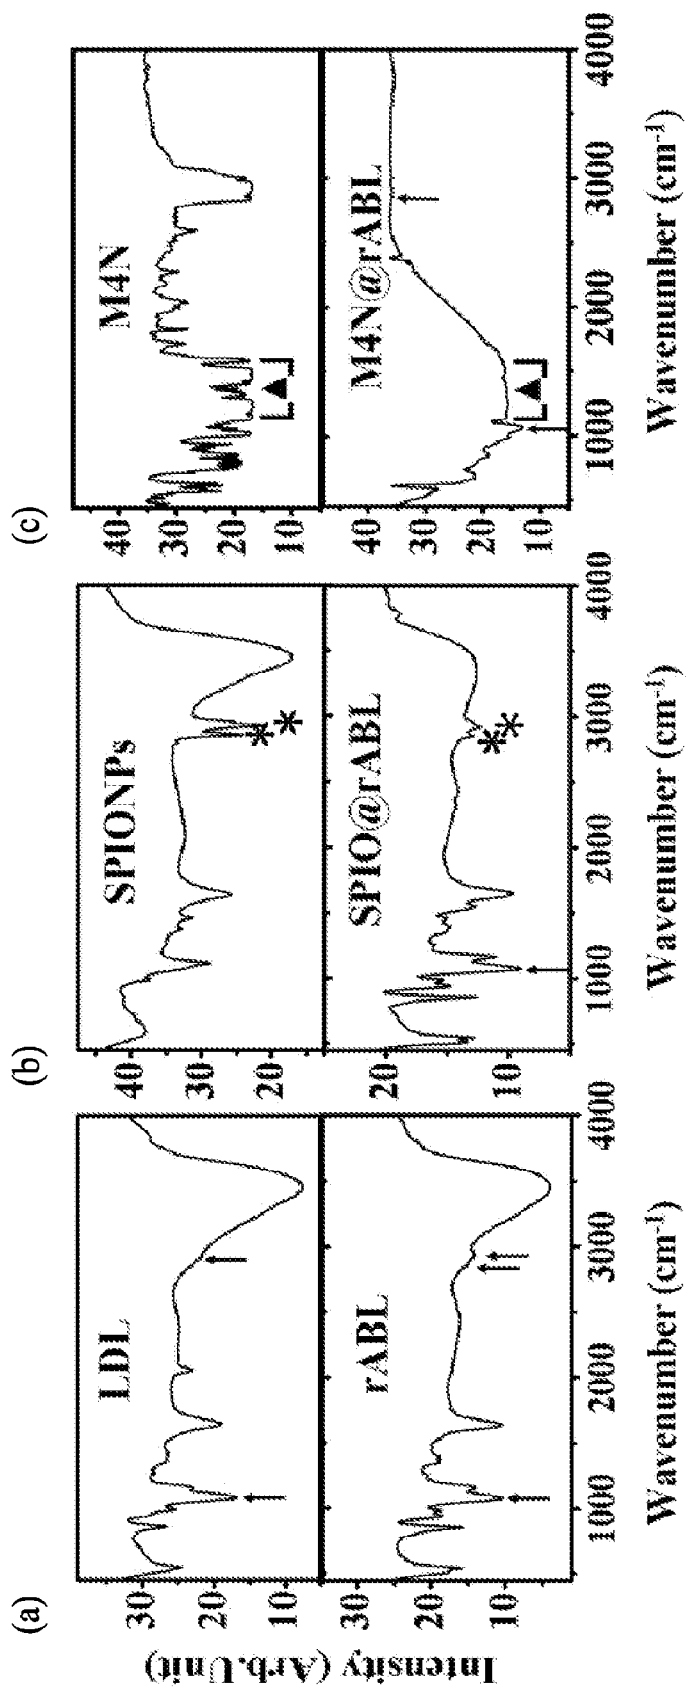 (a)
(b)
(c)
Intensity (Arb.Unit)
LDL
30
20
10
rABL
20
10
1000 2000 3000 4000
Wavenumber (cm-1)
SPIONPs
40
30
20
**
SPIO@rABL
20
10
**
1000 2000 3000 4000
Wavenumber (cm-1)
M4N
40
30
20
10
[▲]
M4N@rABL
40
30
20
10
[▲]
1000 2000 3000 4000
Wavenumber (cm-1)